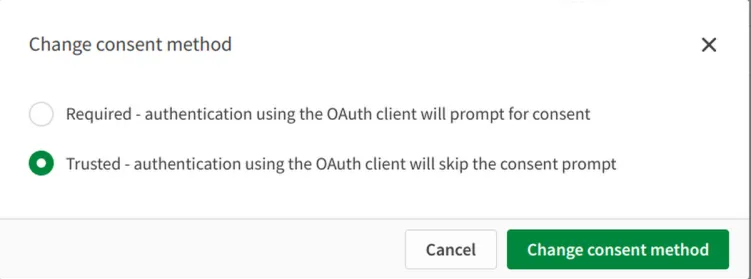 Change consent method
Required - authentication using the OAuth client will prompt for consent
Trusted - authentication using the OAuth client will skip the consent prompt
Cancel
Change consent method